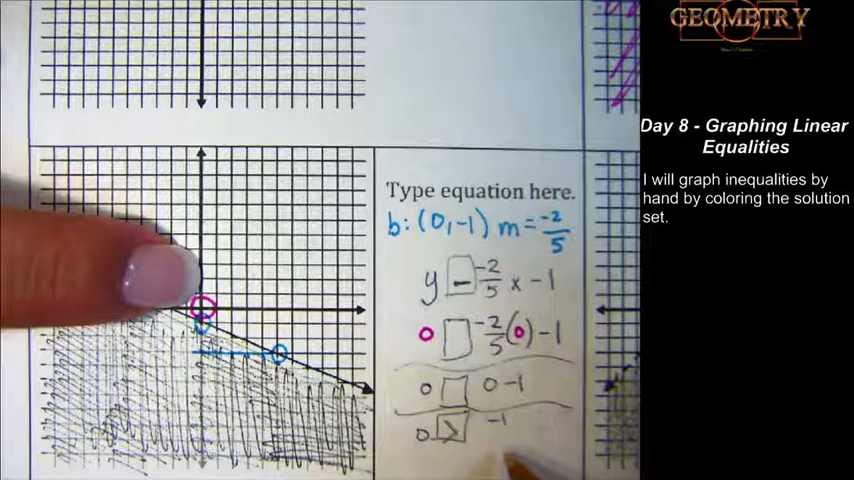 GEOMETRY
Day 8 - Graphing Linear
Equalities
I will graph inequalities by
hand by coloring the solution
set.
Type equation here.
b: (0,-1) m = -2/5
y - -2/5 x -1
0 □ -2/5 (0) -1
0 □ 0 -1
0 > -1